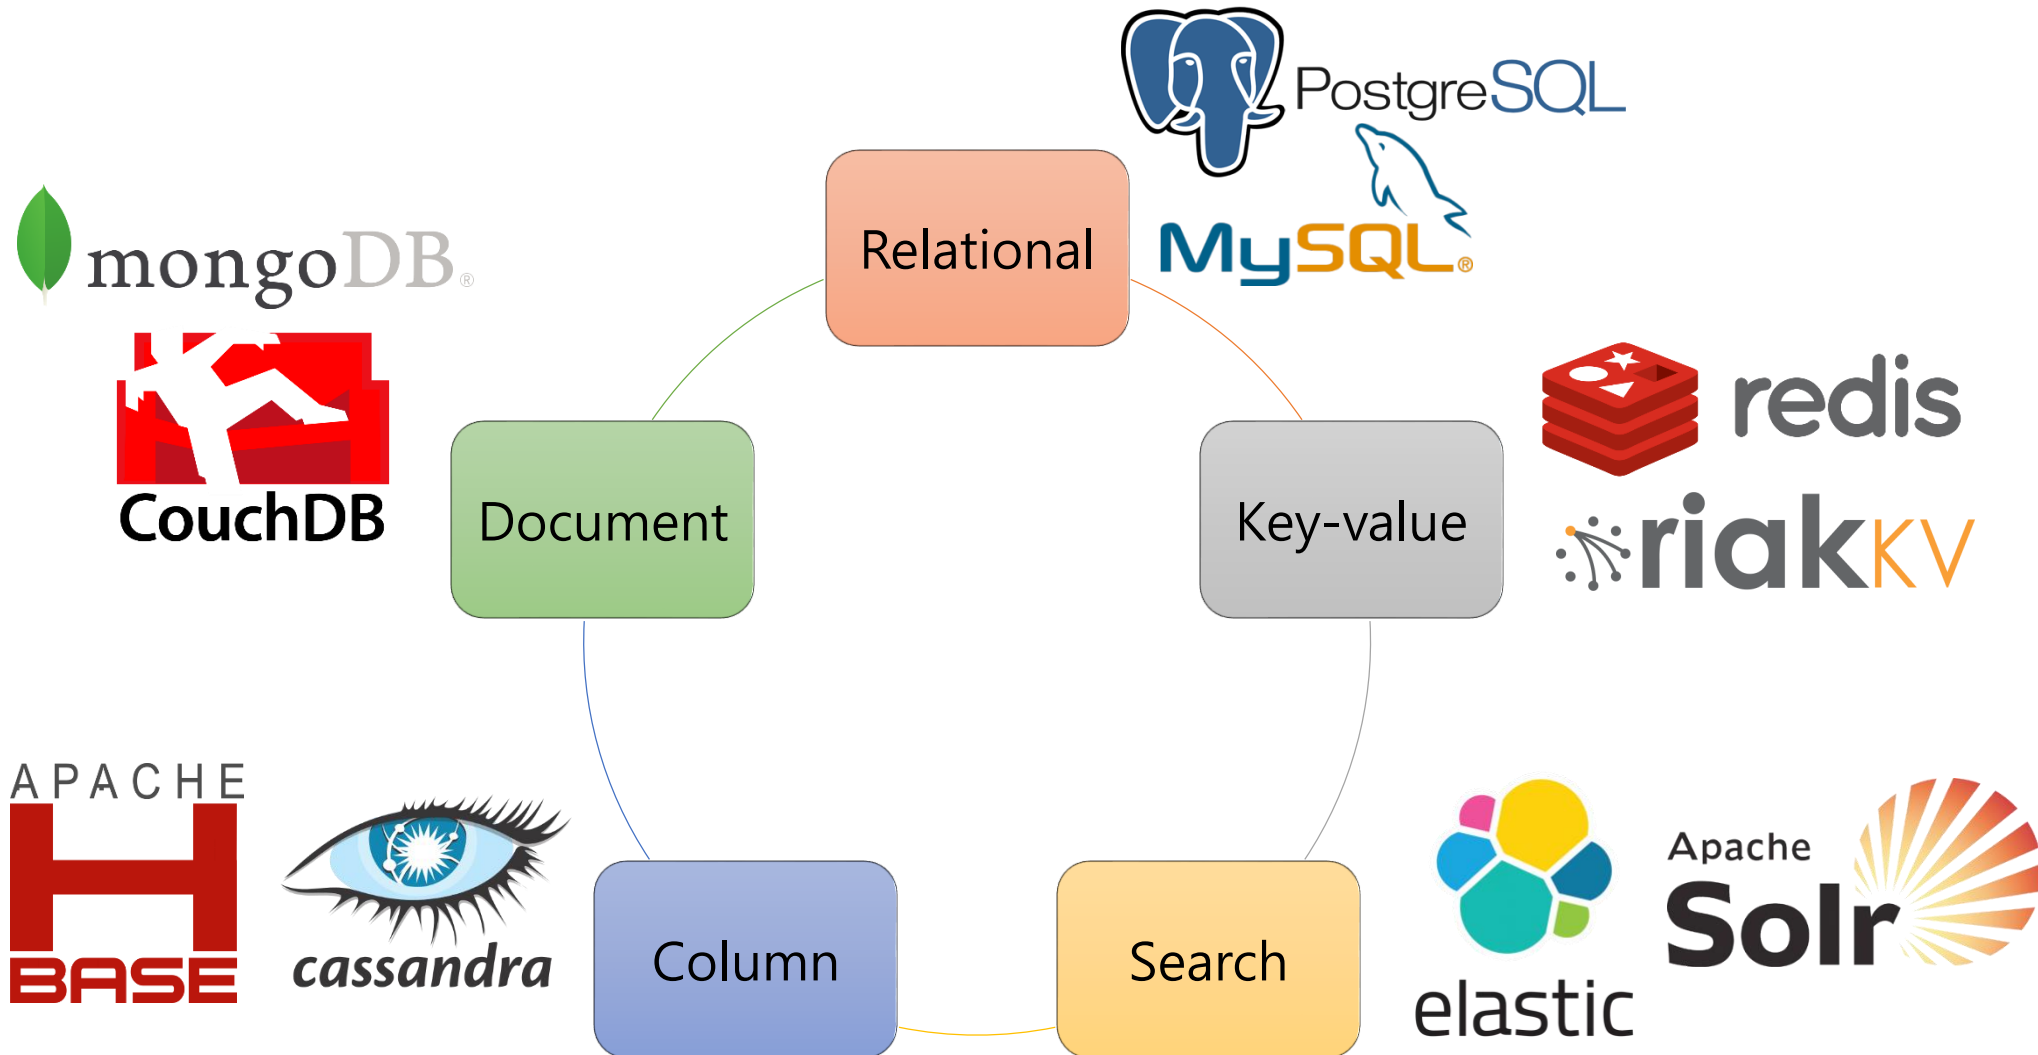 PostgreSQL
MySQL®
Relational
mongoDB®
CouchDB
Document
Key-value
redis
riakKV
APACHE
HBASE
cassandra
Column
Search
elastic
Apache
Solr